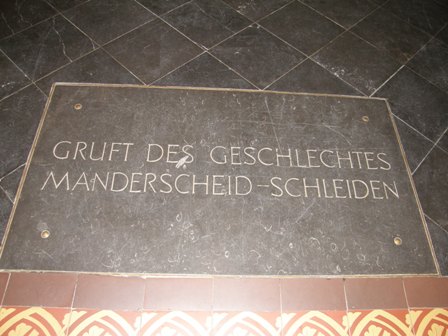 GRUFT DES GESCHLECHTES
MANDERSCHEID-SCHLEIDEN